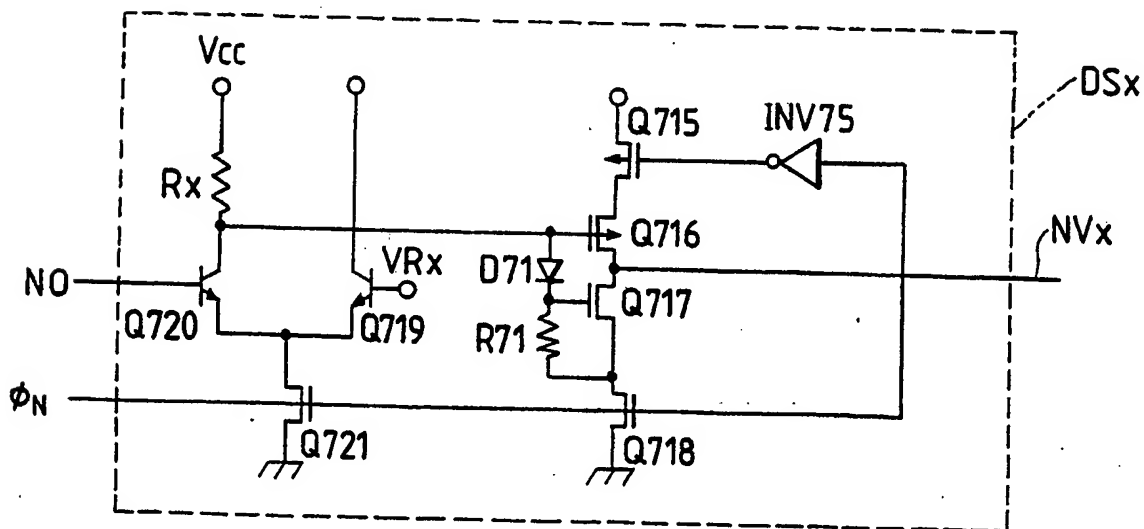 Vcc
DSx
Q715
INV75
Rx
Q716
NVx
VRx
D71
NO
Q717
Q720
Q719
R71
ϕN
Q721
Q718